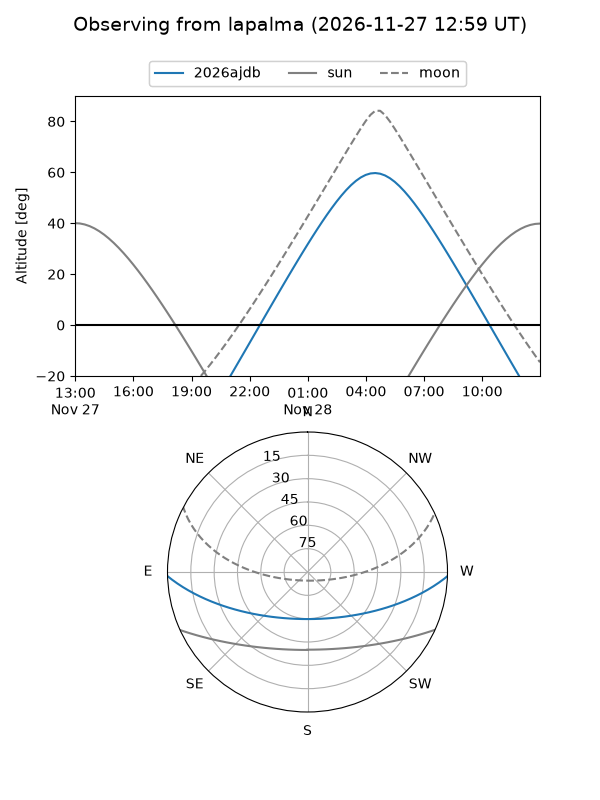 Observing from lapalma (2026-11-27 12:59 UT)
2026ajdb sun moon
Altitude [deg]
80
60
40
20
0
−20
13:00 16:00 19:00 22:00 01:00 04:00 07:00 10:00
Nov 27 Nov 28
N
NE NW
15
30
45
60
75
E W
SE SW
S